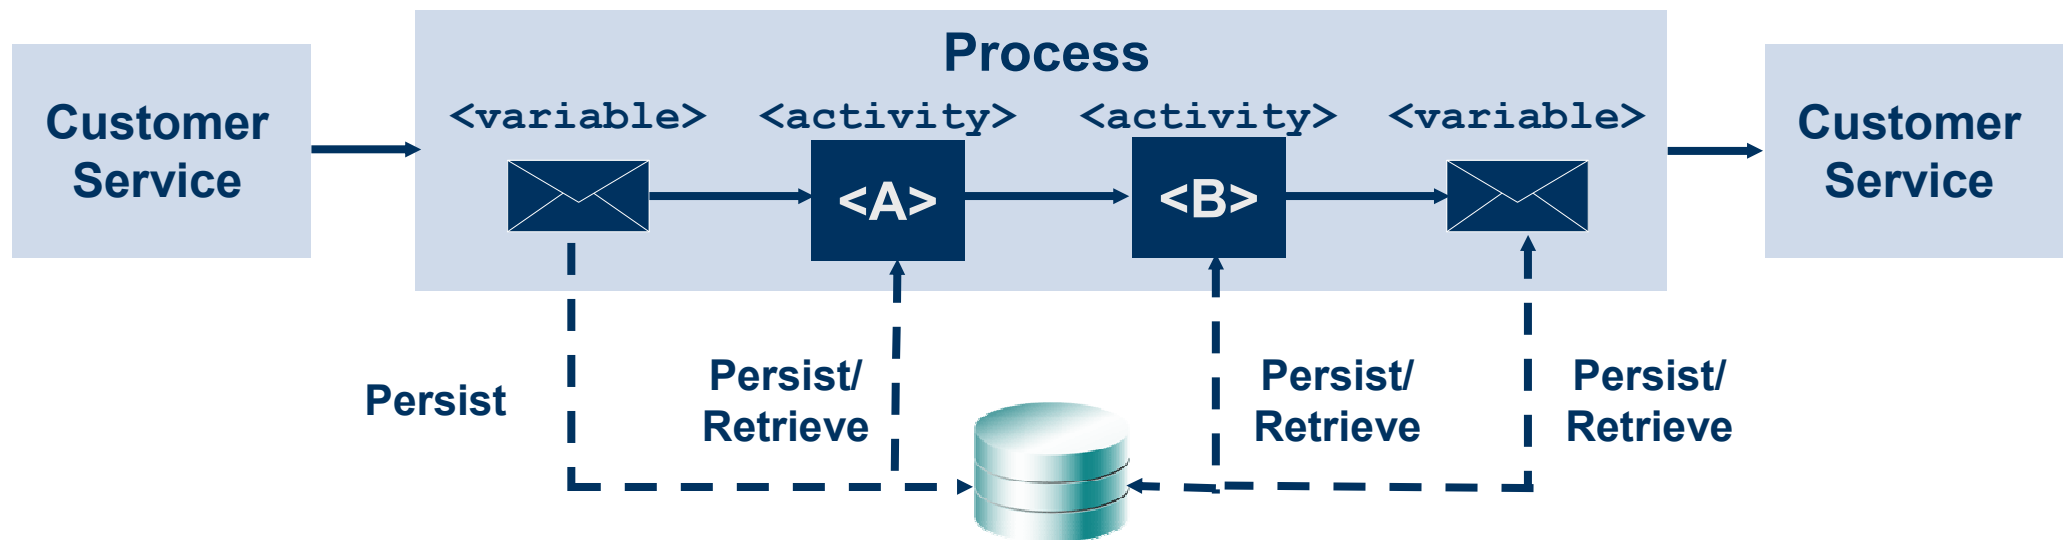 Process
Customer
Service
<variable>
<activity>
<activity>
<variable>
Customer
Service
<A>
<B>
Persist
Persist/
Retrieve
Persist/
Retrieve
Persist/
Retrieve